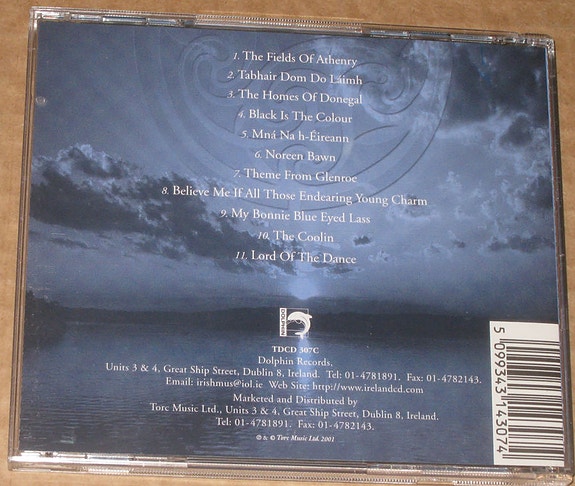 1. The Fields Of Athenry
2. Tabhair Dom Do Láimh
3. The Homes Of Donegal
4. Black Is The Colour
5. Mná Na h-Éireann
6. Noreen Bawn
7. Theme From Glenroe
8. Believe Me If All Those Endearing Young Charm
9. My Bonnie Blue Eyed Lass
10. The Coolin
11. Lord Of The Dance
DOLPHIN
TDCD 307C
Dolphin Records,
Units 3 & 4, Great Ship Street, Dublin 8, Ireland. Tel: 01-4781891. Fax: 01-4782143.
Email: irishmus@iol.ie Web Site: http://www.irelandcd.com
Marketed and Distributed by
Torc Music Ltd., Units 3 & 4, Great Ship Street, Dublin 8, Ireland.
Tel: 01-4781891. Fax: 01-4782143.
℗ & © Torc Music Ltd. 2001
5 099343 143074